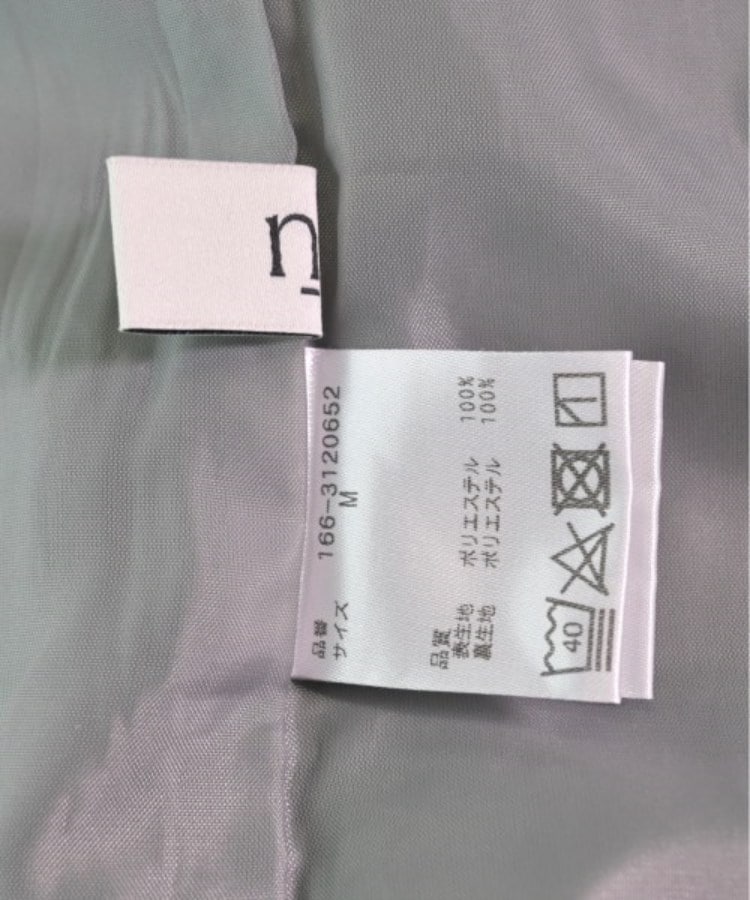 n
品番 166-3120652
サイズ M
品質
表生地 ポリエステル 100%
裏生地 ポリエステル 100%
40